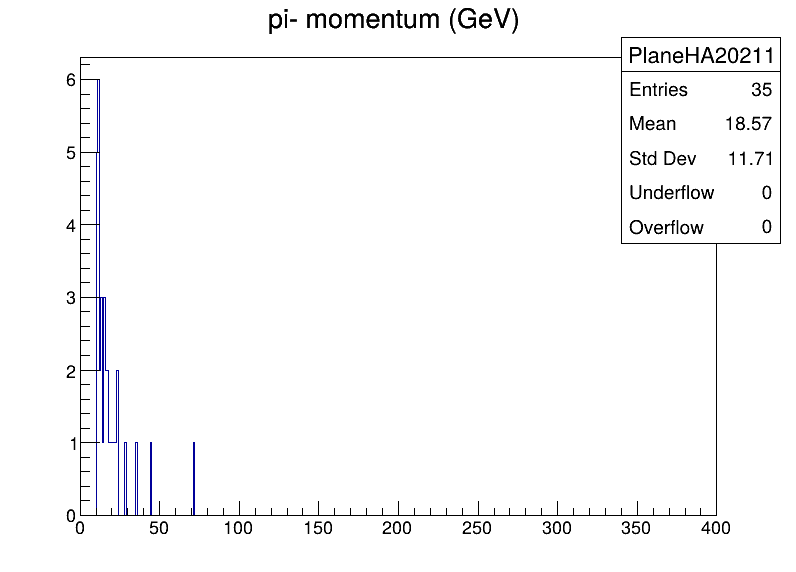 pi- momentum (GeV)
PlaneHA20211
Entries 35
Mean 18.57
Std Dev 11.71
Underflow 0
Overflow 0
6
5
4
3
2
1
0
0 50 100 150 200 250 300 350 400